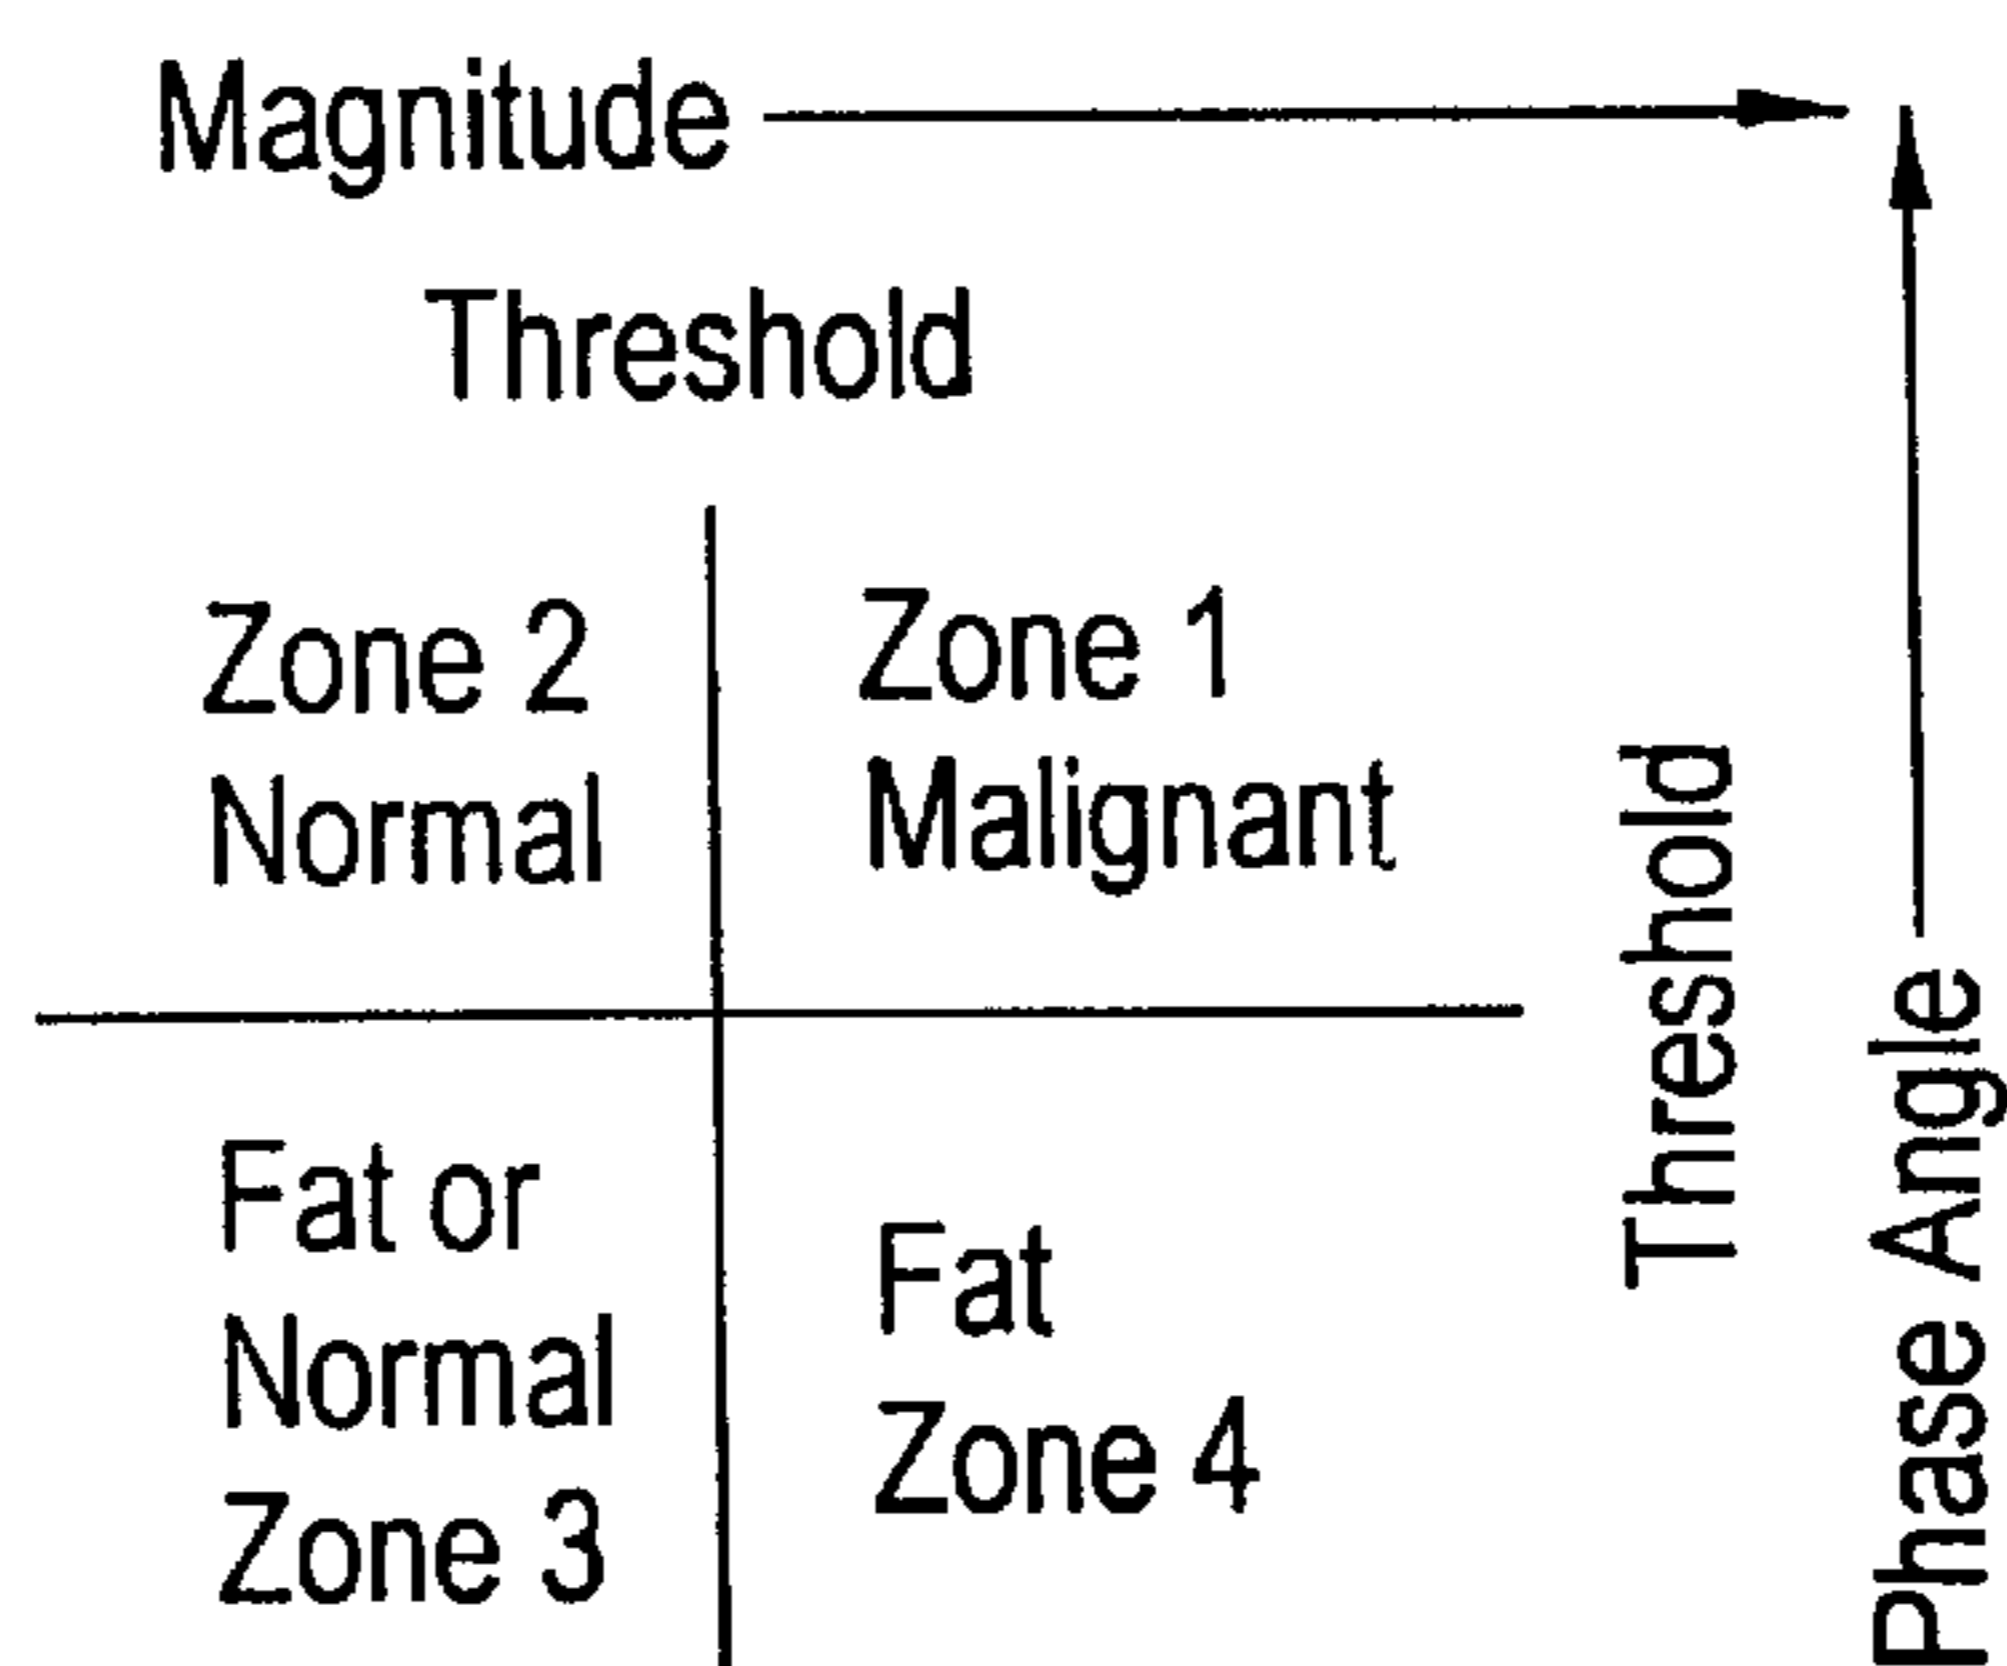 Magnitude
Threshold
Zone 2
Normal
Zone 1
Malignant
Fat or
Normal
Zone 3
Fat
Zone 4
Threshold
Phase Angle